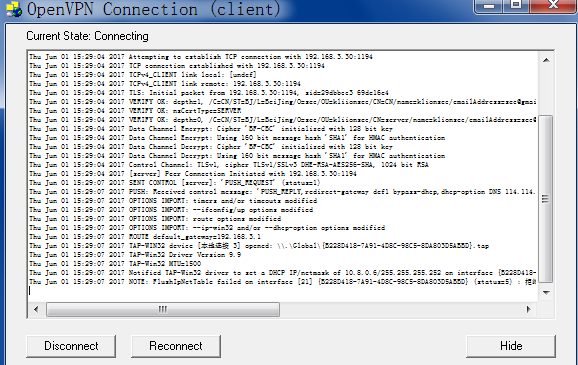 OpenVPN Connection (client)
Current State: Connecting
Thu Jun 01 15:29:04 2017 Attempting to establish TCP connection with 192.168.3.30:1194
Thu Jun 01 15:29:04 2017 TCP connection established with 192.168.3.30:1194
Thu Jun 01 15:29:04 2017 TCPv4_CLIENT link local: [undef]
Thu Jun 01 15:29:04 2017 TCPv4_CLIENT link remote: 192.168.3.30:1194
Thu Jun 01 15:29:04 2017 TLS: Initial packet from 192.168.3.30:1194, sid=29dbbcc3 69de16c4
Thu Jun 01 15:29:04 2017 VERIFY OK: depth=1, /C=CN/ST=BJ/L=BeiJing/O=zsc/OU=kliionzsc/CN=CN/name=klionzsc/emailAddress=zsc@gmai
Thu Jun 01 15:29:04 2017 VERIFY OK: nsCertType=SERVER
Thu Jun 01 15:29:04 2017 VERIFY OK: depth=0, /C=CN/ST=BJ/L=BeiJing/O=zsc/OU=kliionzsc/CN=server/name=klionzsc/emailAddress=zsc@
Thu Jun 01 15:29:04 2017 Data Channel Encrypt: Cipher 'BF-CBC' initialized with 128 bit key
Thu Jun 01 15:29:04 2017 Data Channel Encrypt: Using 160 bit message hash 'SHA1' for HMAC authentication
Thu Jun 01 15:29:04 2017 Data Channel Decrypt: Cipher 'BF-CBC' initialized with 128 bit key
Thu Jun 01 15:29:04 2017 Data Channel Decrypt: Using 160 bit message hash 'SHA1' for HMAC authentication
Thu Jun 01 15:29:04 2017 Control Channel: TLSv1, cipher TLSv1/SSLv3 DHE-RSA-AES256-SHA, 1024 bit RSA
Thu Jun 01 15:29:04 2017 [server] Peer Connection Initiated with 192.168.3.30:1194
Thu Jun 01 15:29:07 2017 SENT CONTROL [server]: 'PUSH_REQUEST' (status=1)
Thu Jun 01 15:29:07 2017 PUSH: Received control message: 'PUSH_REPLY,redirect-gateway def1 bypass-dhcp,dhcp-option DNS 114.114.
Thu Jun 01 15:29:07 2017 OPTIONS IMPORT: timers and/or timeouts modified
Thu Jun 01 15:29:07 2017 OPTIONS IMPORT: --ifconfig/up options modified
Thu Jun 01 15:29:07 2017 OPTIONS IMPORT: route options modified
Thu Jun 01 15:29:07 2017 OPTIONS IMPORT: --ip-win32 and/or --dhcp-option options modified
Thu Jun 01 15:29:07 2017 ROUTE default_gateway=192.168.3.1
Thu Jun 01 15:29:07 2017 TAP-WIN32 device [本地连接 3] opened: \\.\Global\{B228D418-7A91-4D8C-98C5-8DA803D5ABBD}.tap
Thu Jun 01 15:29:07 2017 TAP-Win32 Driver Version 9.9
Thu Jun 01 15:29:07 2017 TAP-Win32 MTU=1500
Thu Jun 01 15:29:07 2017 Notified TAP-Win32 driver to set a DHCP IP/netmask of 10.8.0.6/255.255.255.252 on interface {B228D418-
Thu Jun 01 15:29:07 2017 NOTE: FlushIpNetTable failed on interface [21] {B228D418-7A91-4D8C-98C5-8DA803D5ABBD} (status=5) :
Disconnect
Reconnect
Hide